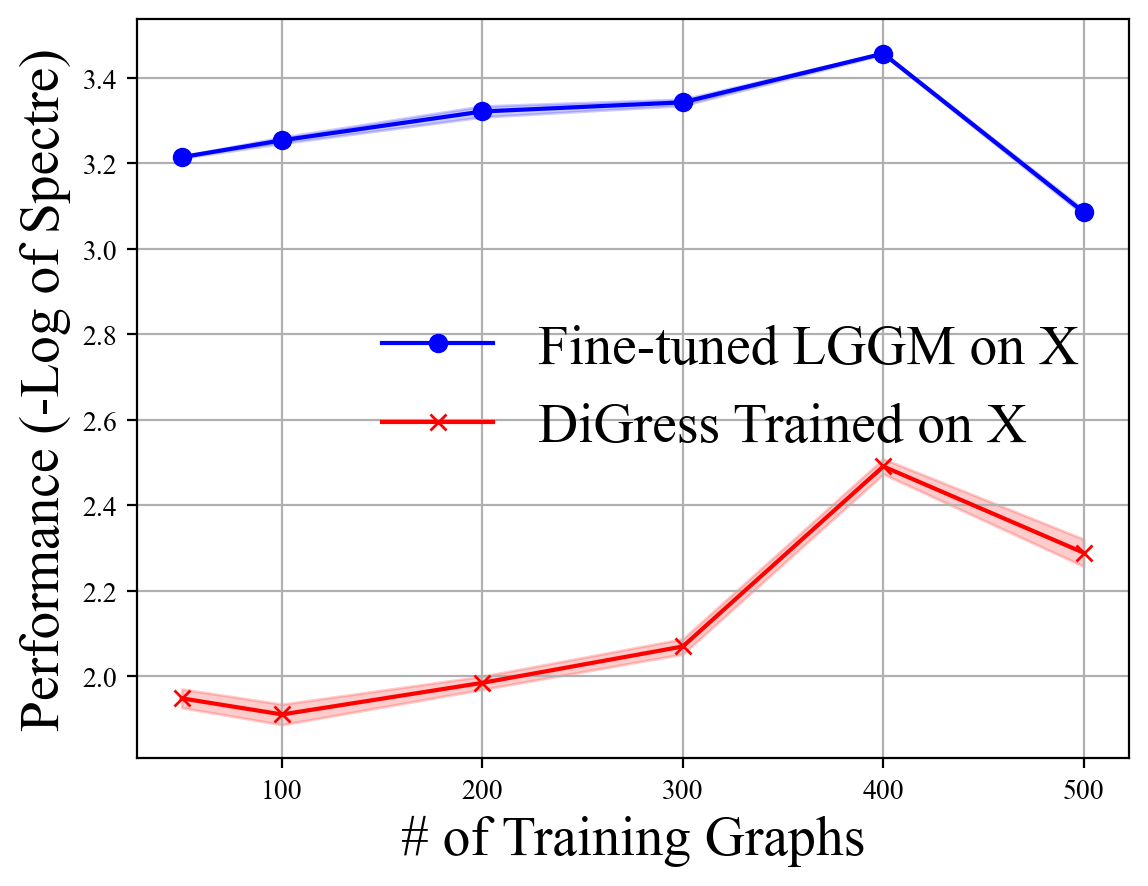 Performance (-Log of Spectre)
3.4
3.2
3.0
2.8
2.6
2.4
2.2
2.0
Fine-tuned LGGM on X
DiGress Trained on X
100 200 300 400 500
# of Training Graphs